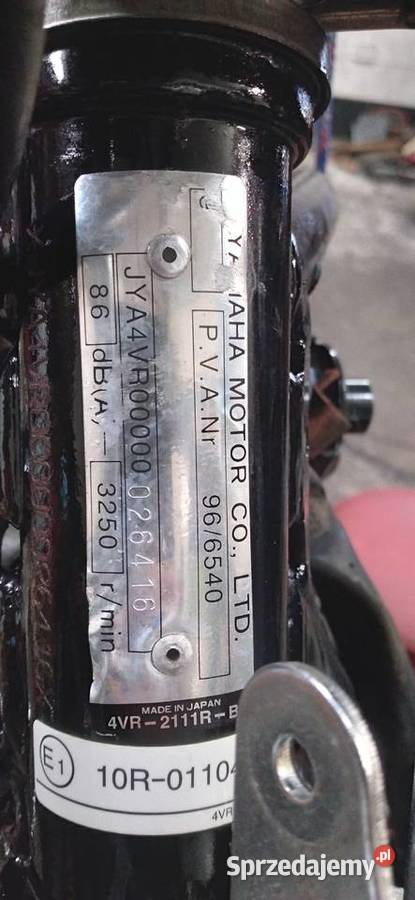 YAMAHA MOTOR CO., LTD.
P.V.A.Nr 96/6540
JYA4VR00000026416
86 dB(A) – 3250 r/min
MADE IN JAPAN
4VR-2111R-B
E1
10R-01104
4VR
Sprzedajemy.pl